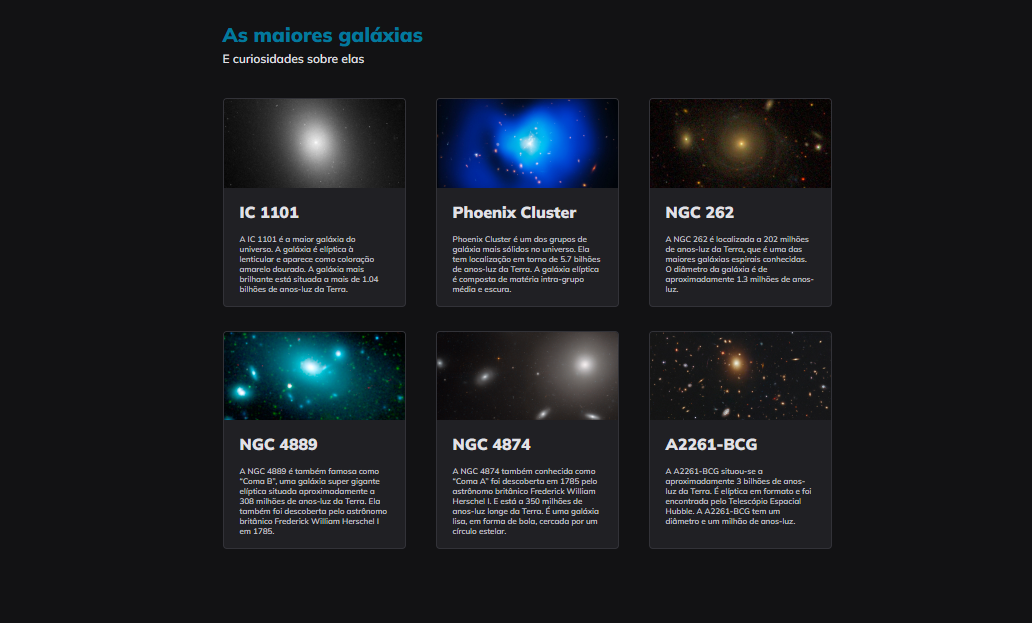 As maiores galáxias
E curiosidades sobre elas
IC 1101
A IC 1101 é a maior galáxia do
universo. A galáxia é elíptica à
lenticular e aparece como coloração
amarela dourado. A galáxia mais
brilhante está situada a mais de 1.04
bilhões de anos-luz da Terra.
Phoenix Cluster
Phoenix Cluster é um dos grupos de
galáxia mais sólidos no universo. Ela
tem localização em torno de 5.7 bilhões
de anos-luz da Terra. A galáxia elíptica
é composta de matéria intra-grupo
média e escura.
NGC 262
A NGC 262 é localizada a 202 milhões
de anos-luz da Terra, que é uma das
maiores galáxias espirais conhecidas.
O diâmetro da galáxia é de
aproximadamente 1.3 milhões de anos-
luz.
NGC 4889
A NGC 4889 é também famosa como
“Coma B”, uma galáxia super gigante
elíptica situada aproximadamente a
308 milhões de anos-luz da Terra. Ela
também foi descoberta pelo astrônomo
britânico Frederick William Herschel I
em 1785.
NGC 4874
A NGC 4874 também conhecida como
“Coma A” foi descoberta em 1785 pelo
astrônomo britânico Frederick William
Herschel I. E está a 350 milhões de
anos-luz longe da Terra. É uma galáxia
lisa, em forma de bola, cercada por um
círculo estelar.
A2261-BCG
A A2261-BCG situou-se a
aproximadamente 3 bilhões de anos-
luz da Terra. É elíptica em formato e foi
encontrada pelo Telescópio Espacial
Hubble. A A2261-BCG tem um
diâmetro e um milhão de anos-luz.